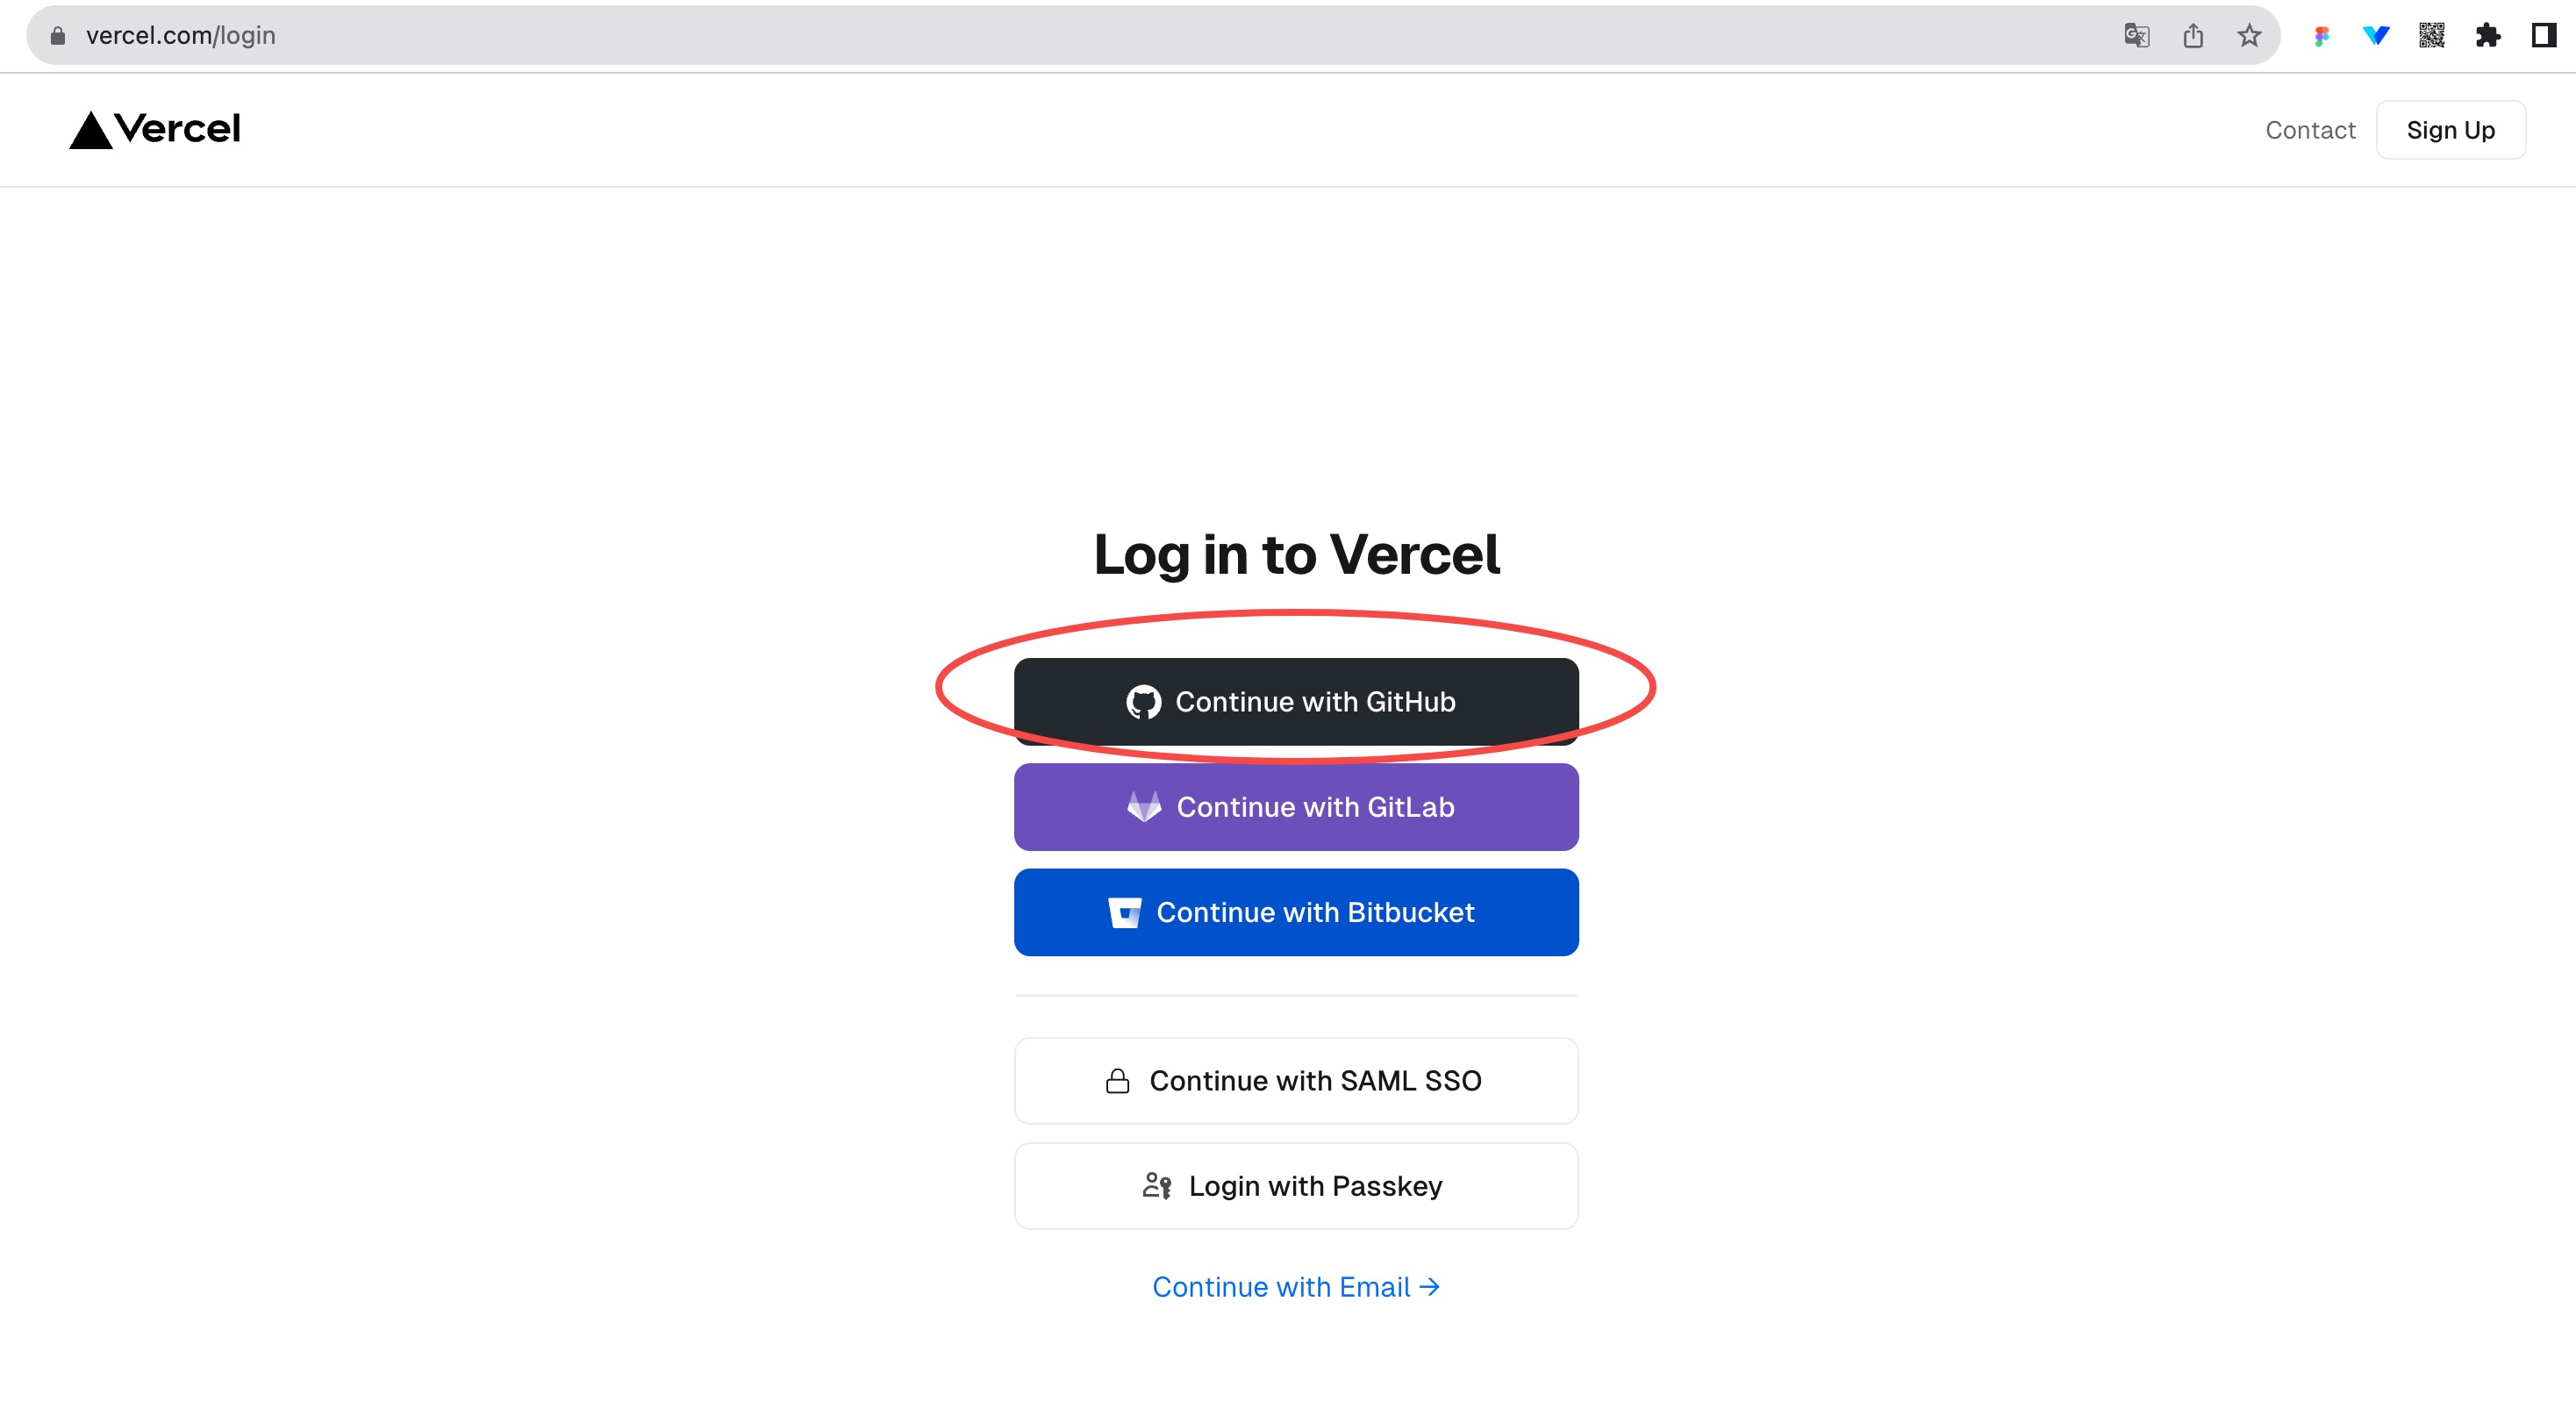 vercel.com/login
Vercel
Contact
Sign Up
Log in to Vercel
Continue with GitHub
Continue with GitLab
Continue with Bitbucket
Continue with SAML SSO
Login with Passkey
Continue with Email →